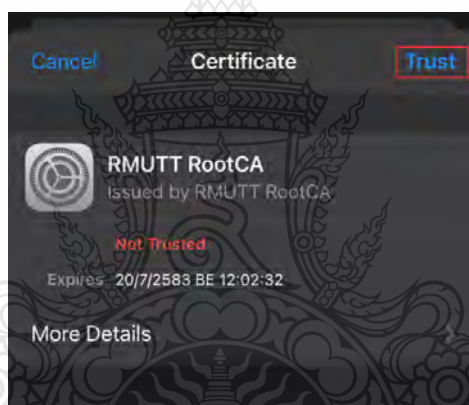 Cancel Certificate Trust
RMUTT RootCA
Issued by RMUTT RootCA
Not Trusted
Expires 20/7/2583 BE 12:02:32
More Details